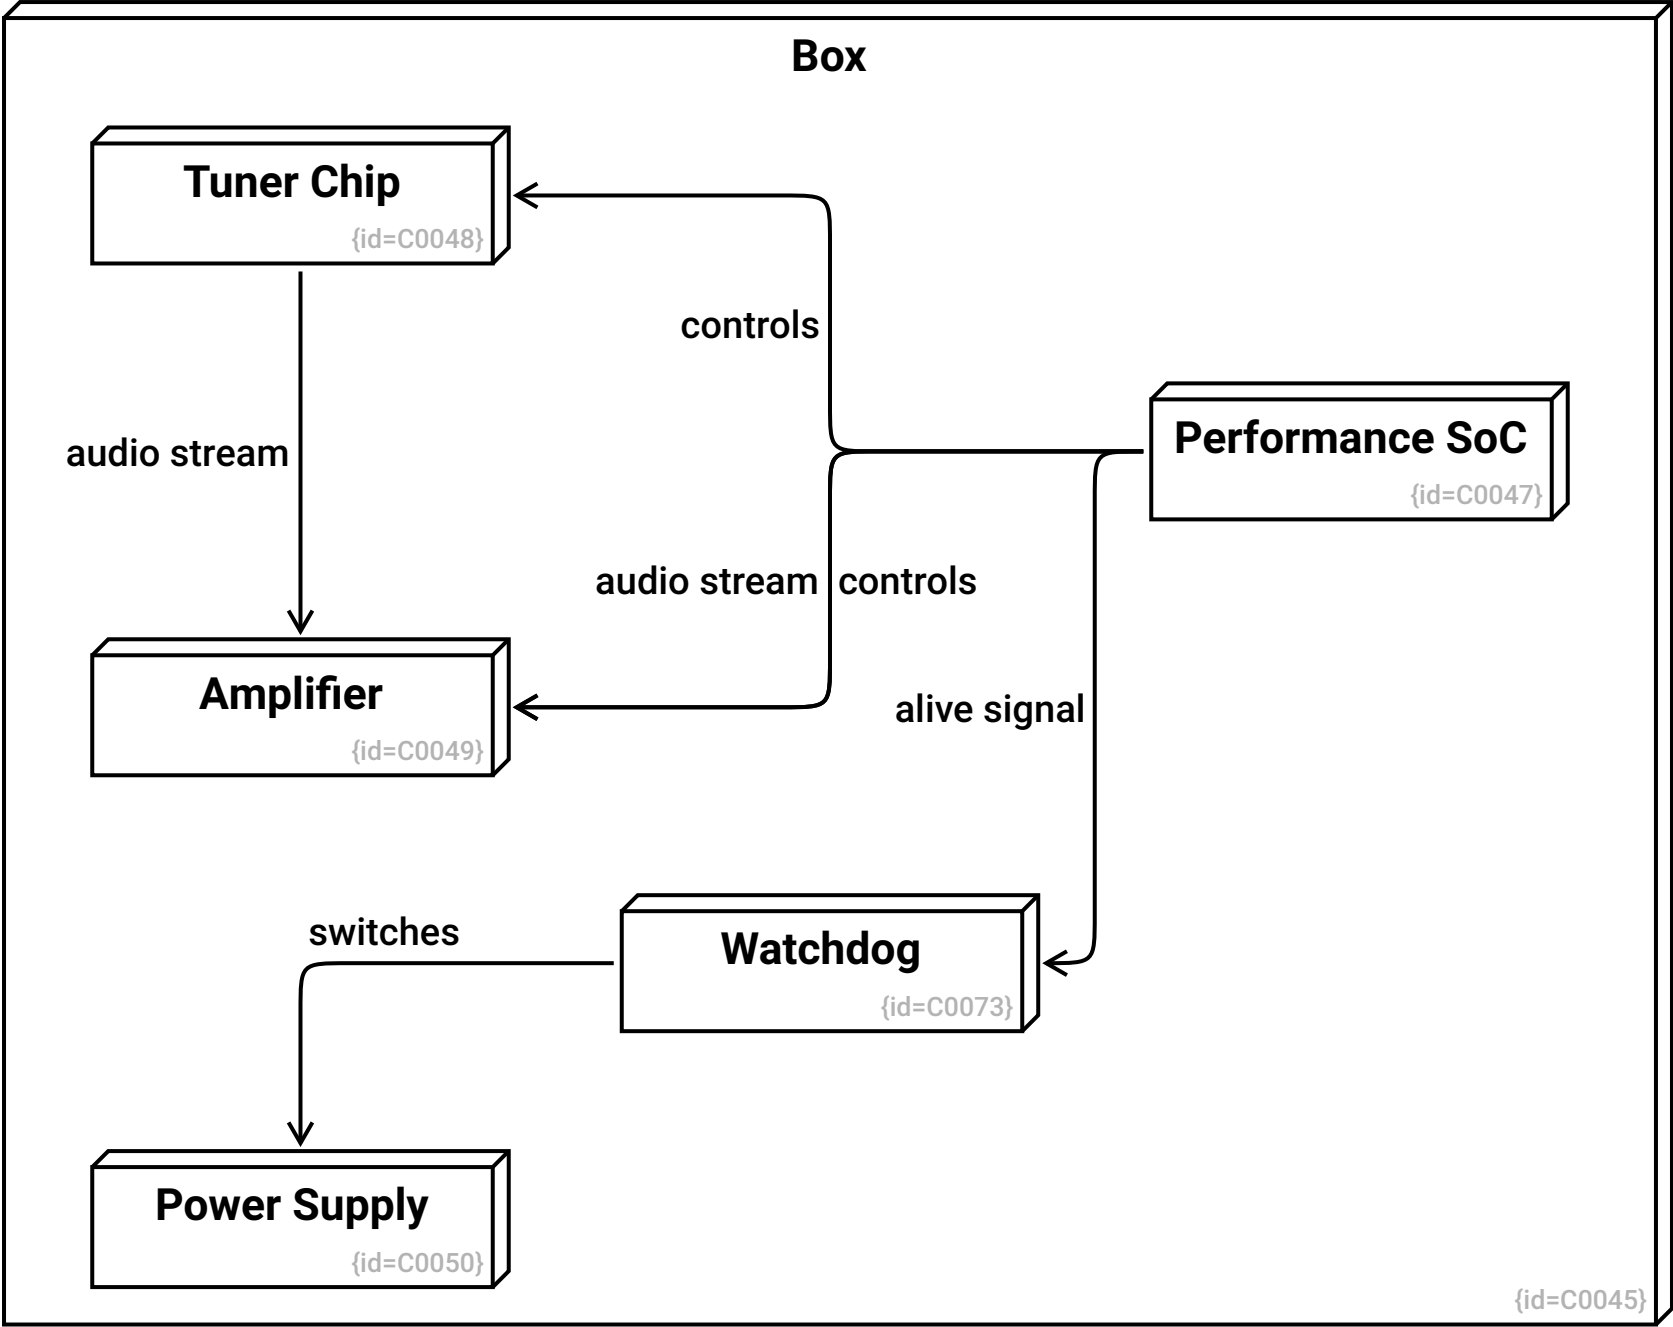 Box
Tuner Chip
{id=C0048}
controls
audio stream
Performance SoC
{id=C0047}
audio stream
controls
Amplifier
{id=C0049}
alive signal
switches
Watchdog
{id=C0073}
Power Supply
{id=C0050}
{id=C0045}